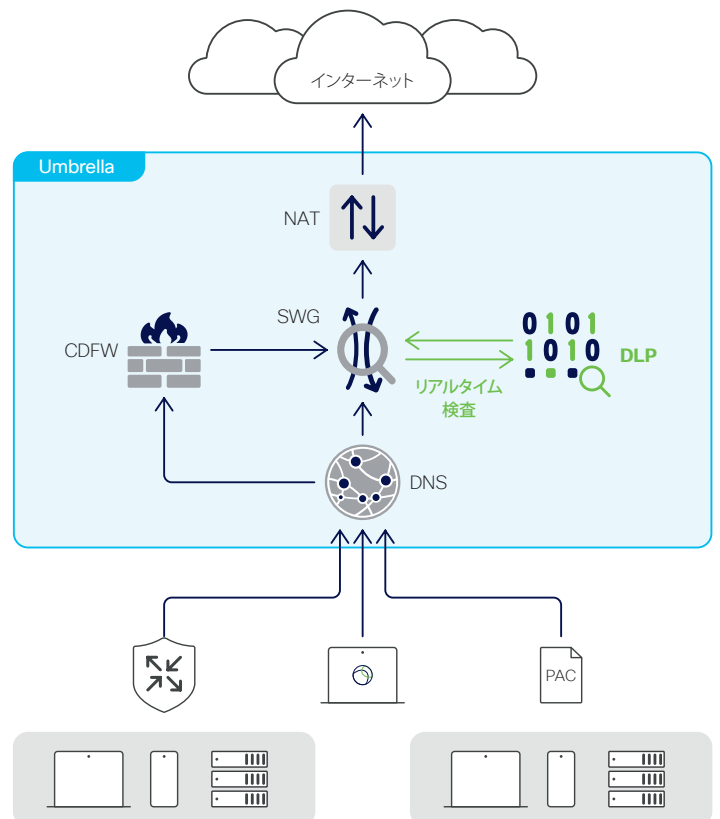 インターネット
Umbrella
NAT
SWG
CDFW
0101
1010
DLP
リアルタイム
検査
DNS
PAC